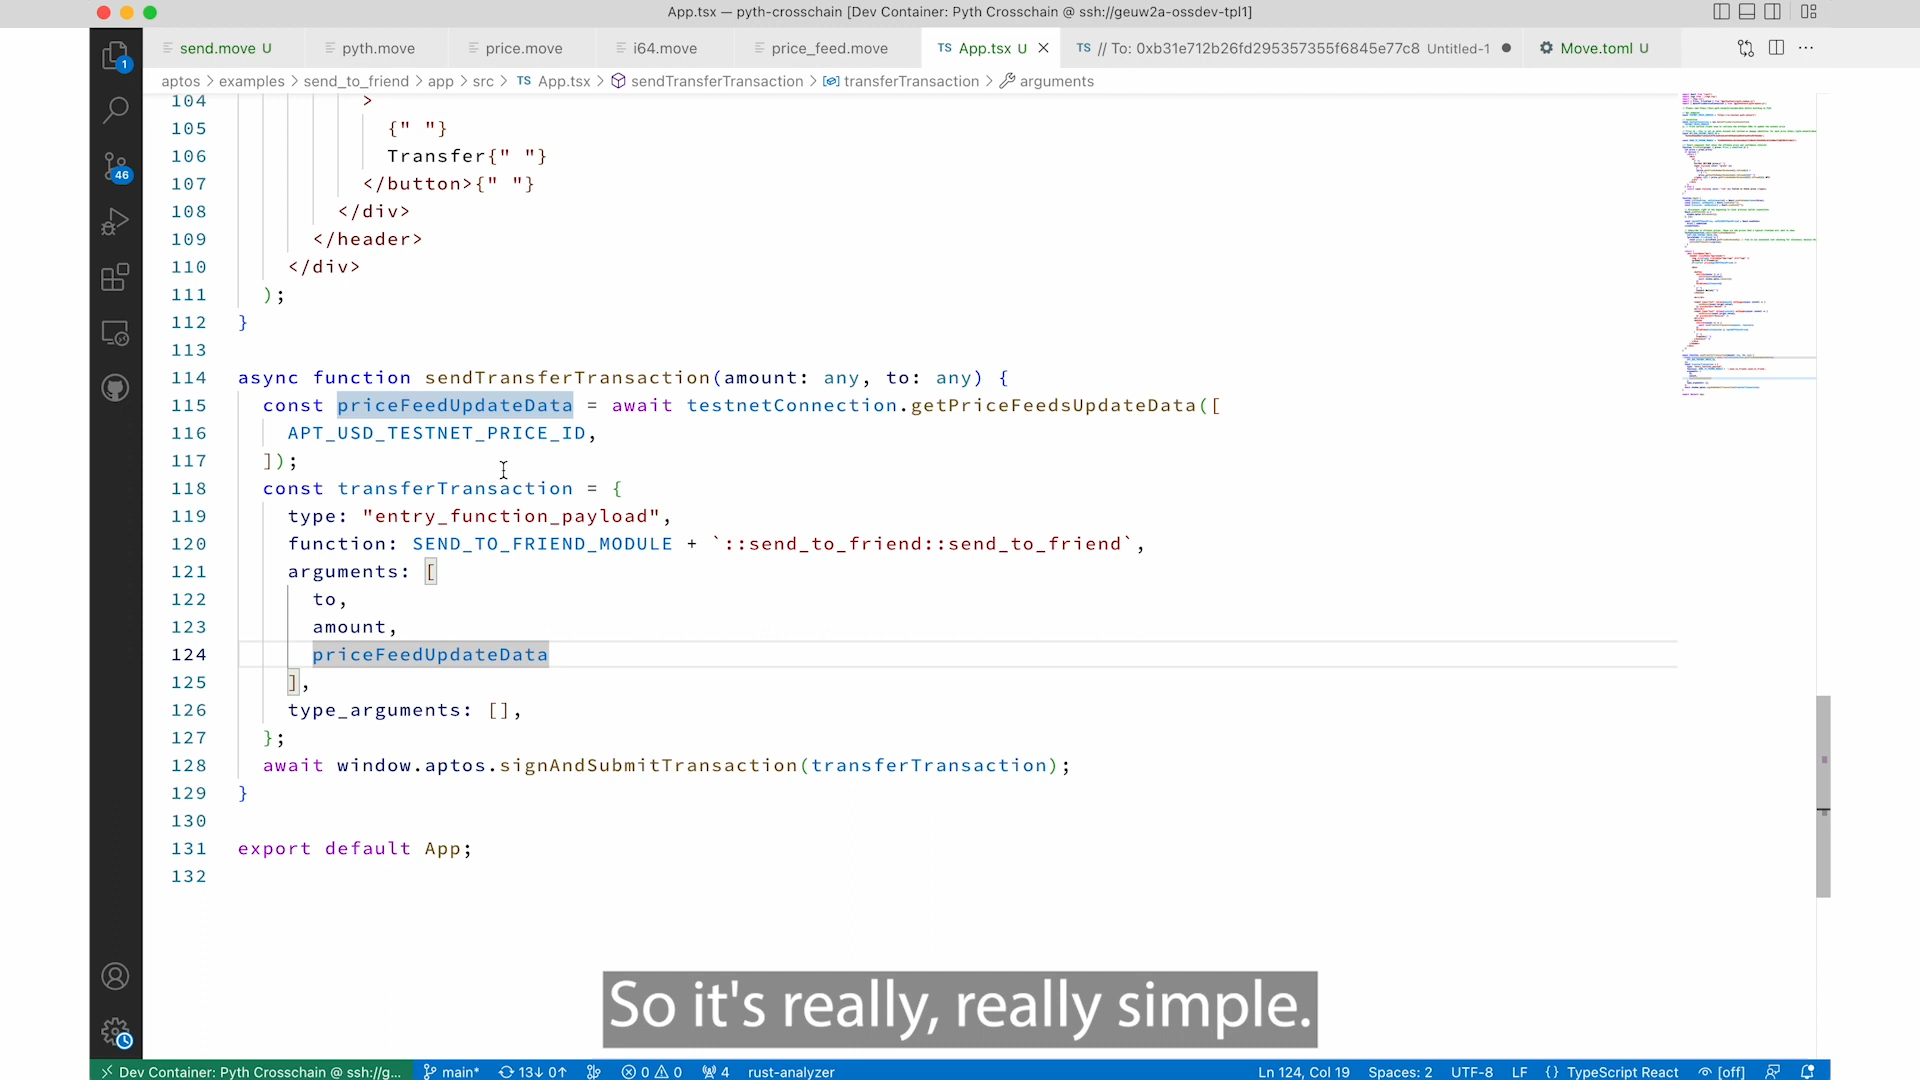 App.tsx — pyth-crosschain [Dev Container: Pyth Crosschain @ ssh://geuw2a-ossdev-tpl1]
send.move U pyth.move price.move i64.move price_feed.move TS App.tsx U TS // To: 0xb31e712b26fd295357355f6845e77c8 Untitled-1 Move.toml U
aptos > examples > send_to_friend > app > src > TS App.tsx > sendTransferTransaction > transferTransaction > arguments
1
46
104 >
105 {" "}
106 Transfer{" "}
107 </button>{" "}
108 </div>
109 </header>
110 </div>
111 );
112 }
113
114 async function sendTransferTransaction(amount: any, to: any) {
115 const priceFeedUpdateData = await testnetConnection.getPriceFeedsUpdateData([
116 APT_USD_TESTNET_PRICE_ID,
117 ]);
118 const transferTransaction = {
119 type: "entry_function_payload",
120 function: SEND_TO_FRIEND_MODULE + `::send_to_friend::send_to_friend`,
121 arguments: [
122 to,
123 amount,
124 priceFeedUpdateData
125 ],
126 type_arguments: [],
127 };
128 await window.aptos.signAndSubmitTransaction(transferTransaction);
129 }
130
131 export default App;
132
So it's really, really simple.
Dev Container: Pyth Crosschain @ ssh://g... main* 13↓ 0↑ 0 0 4 rust-analyzer Ln 124, Col 19 Spaces: 2 UTF-8 LF {} TypeScript React [off]